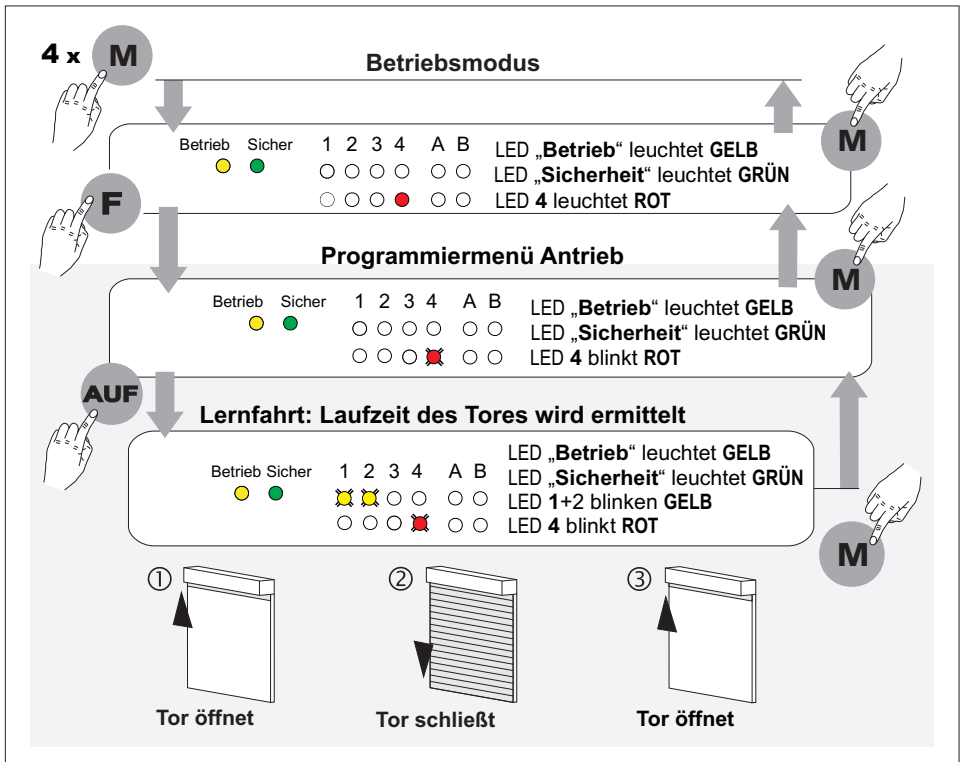 4 x M
Betriebsmodus
Betrieb Sicher 1 2 3 4 A B
LED „Betrieb“ leuchtet GELB
LED „Sicherheit“ leuchtet GRÜN
LED 4 leuchtet ROT
M
F
Programmiermenü Antrieb
M
Betrieb Sicher 1 2 3 4 A B
LED „Betrieb“ leuchtet GELB
LED „Sicherheit“ leuchtet GRÜN
LED 4 blinkt ROT
AUF
Lernfahrt: Laufzeit des Tores wird ermittelt
Betrieb Sicher 1 2 3 4 A B
LED „Betrieb“ leuchtet GELB
LED „Sicherheit“ leuchtet GRÜN
LED 1+2 blinken GELB
LED 4 blinkt ROT
M
① ② ③
Tor öffnet Tor schließt Tor öffnet